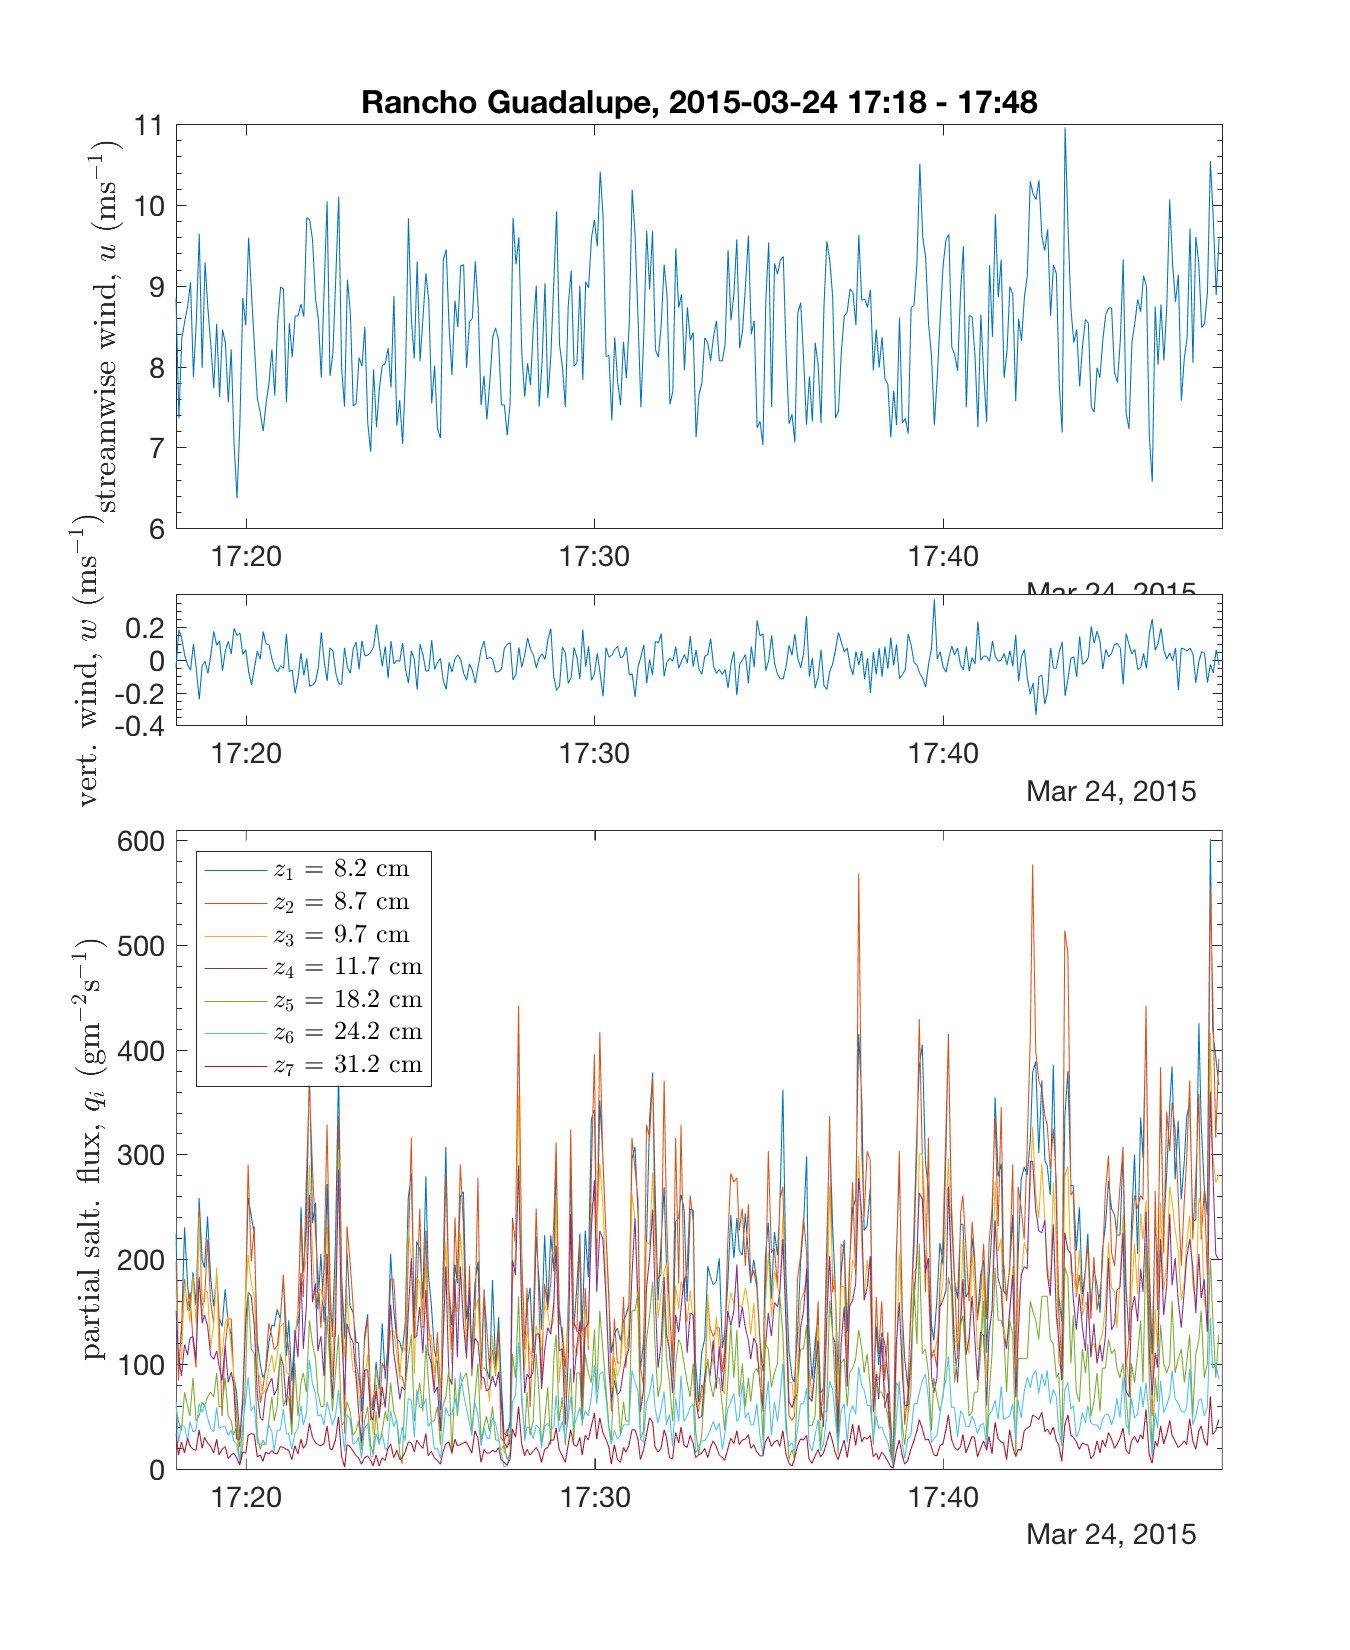 Rancho Guadalupe, 2015-03-24 17:18 - 17:48
streamwise wind, u (ms⁻¹)
11
10
9
8
7
6
17:20 17:30 17:40
Mar 24, 2015
vert. wind, w (ms⁻¹)
0.2
0
-0.2
-0.4
17:20 17:30 17:40
Mar 24, 2015
partial salt. flux, qᵢ (gm⁻²s⁻¹)
600
500
400
300
200
100
0
z₁ = 8.2 cm
z₂ = 8.7 cm
z₃ = 9.7 cm
z₄ = 11.7 cm
z₅ = 18.2 cm
z₆ = 24.2 cm
z₇ = 31.2 cm
17:20 17:30 17:40
Mar 24, 2015